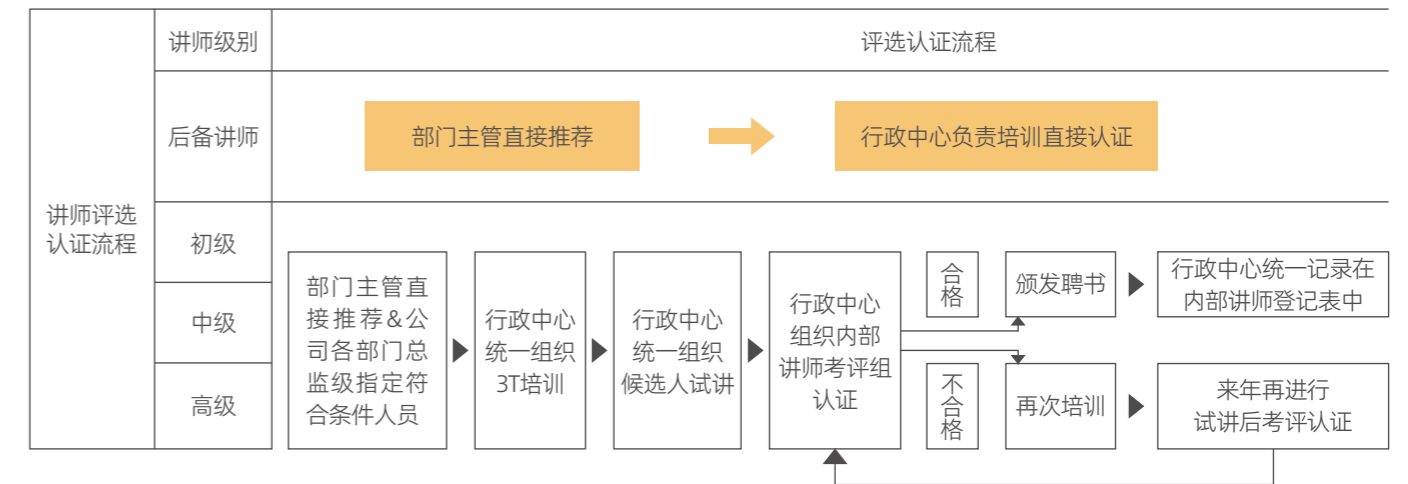 讲师级别
评选认证流程
讲师评选
认证流程
后备讲师
部门主管直接推荐
行政中心负责培训直接认证
初级
中级
高级
部门主管直
接推荐&公
司各部门总
监级指定符
合条件人员
行政中心
统一组织
3T培训
行政中心
统一组织
候选人试讲
行政中心
组织内部
讲师考评组
认证
合
格
颁发聘书
行政中心统一记录在
内部讲师登记表中
不
合
格
再次培训
来年再进行
试讲后考评认证